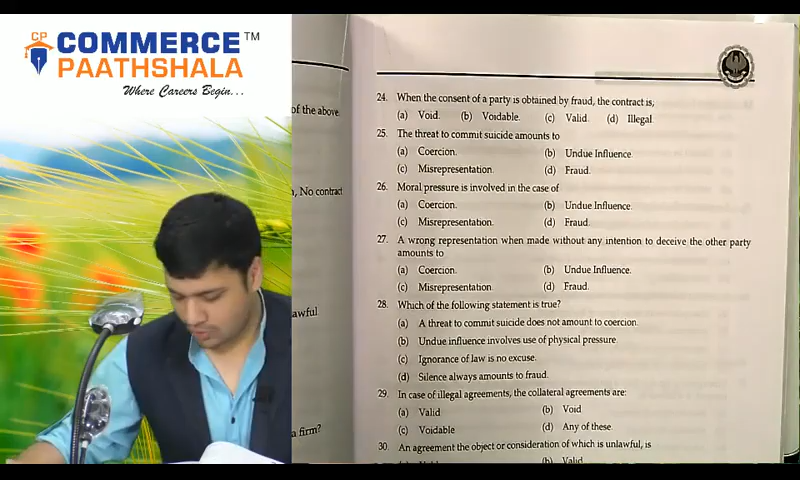 CP
COMMERCE™
PAATHSHALA
Where Careers Begin...
of the above.
, No contract
awful.
a firm?
24. When the consent of a party is obtained by fraud, the contract is;
(a) Void. (b) Voidable. (c) Valid. (d) Illegal.
25. The threat to commit suicide amounts to
(a) Coercion. (b) Undue Influence.
(c) Misrepresentation. (d) Fraud.
26. Moral pressure is involved in the case of
(a) Coercion. (b) Undue Influence.
(c) Misrepresentation. (d) Fraud.
27. A wrong representation when made without any intention to deceive the other party
amounts to
(a) Coercion. (b) Undue Influence.
(c) Misrepresentation. (d) Fraud.
28. Which of the following statement is true?
(a) A threat to commit suicide does not amount to coercion.
(b) Undue influence involves use of physical pressure.
(c) Ignorance of law is no excuse.
(d) Silence always amounts to fraud.
29. In case of illegal agreements, the collateral agreements are:
(a) Valid (b) Void
(c) Voidable (d) Any of these.
30. An agreement the object or consideration of which is unlawful, is
(b) Valid.